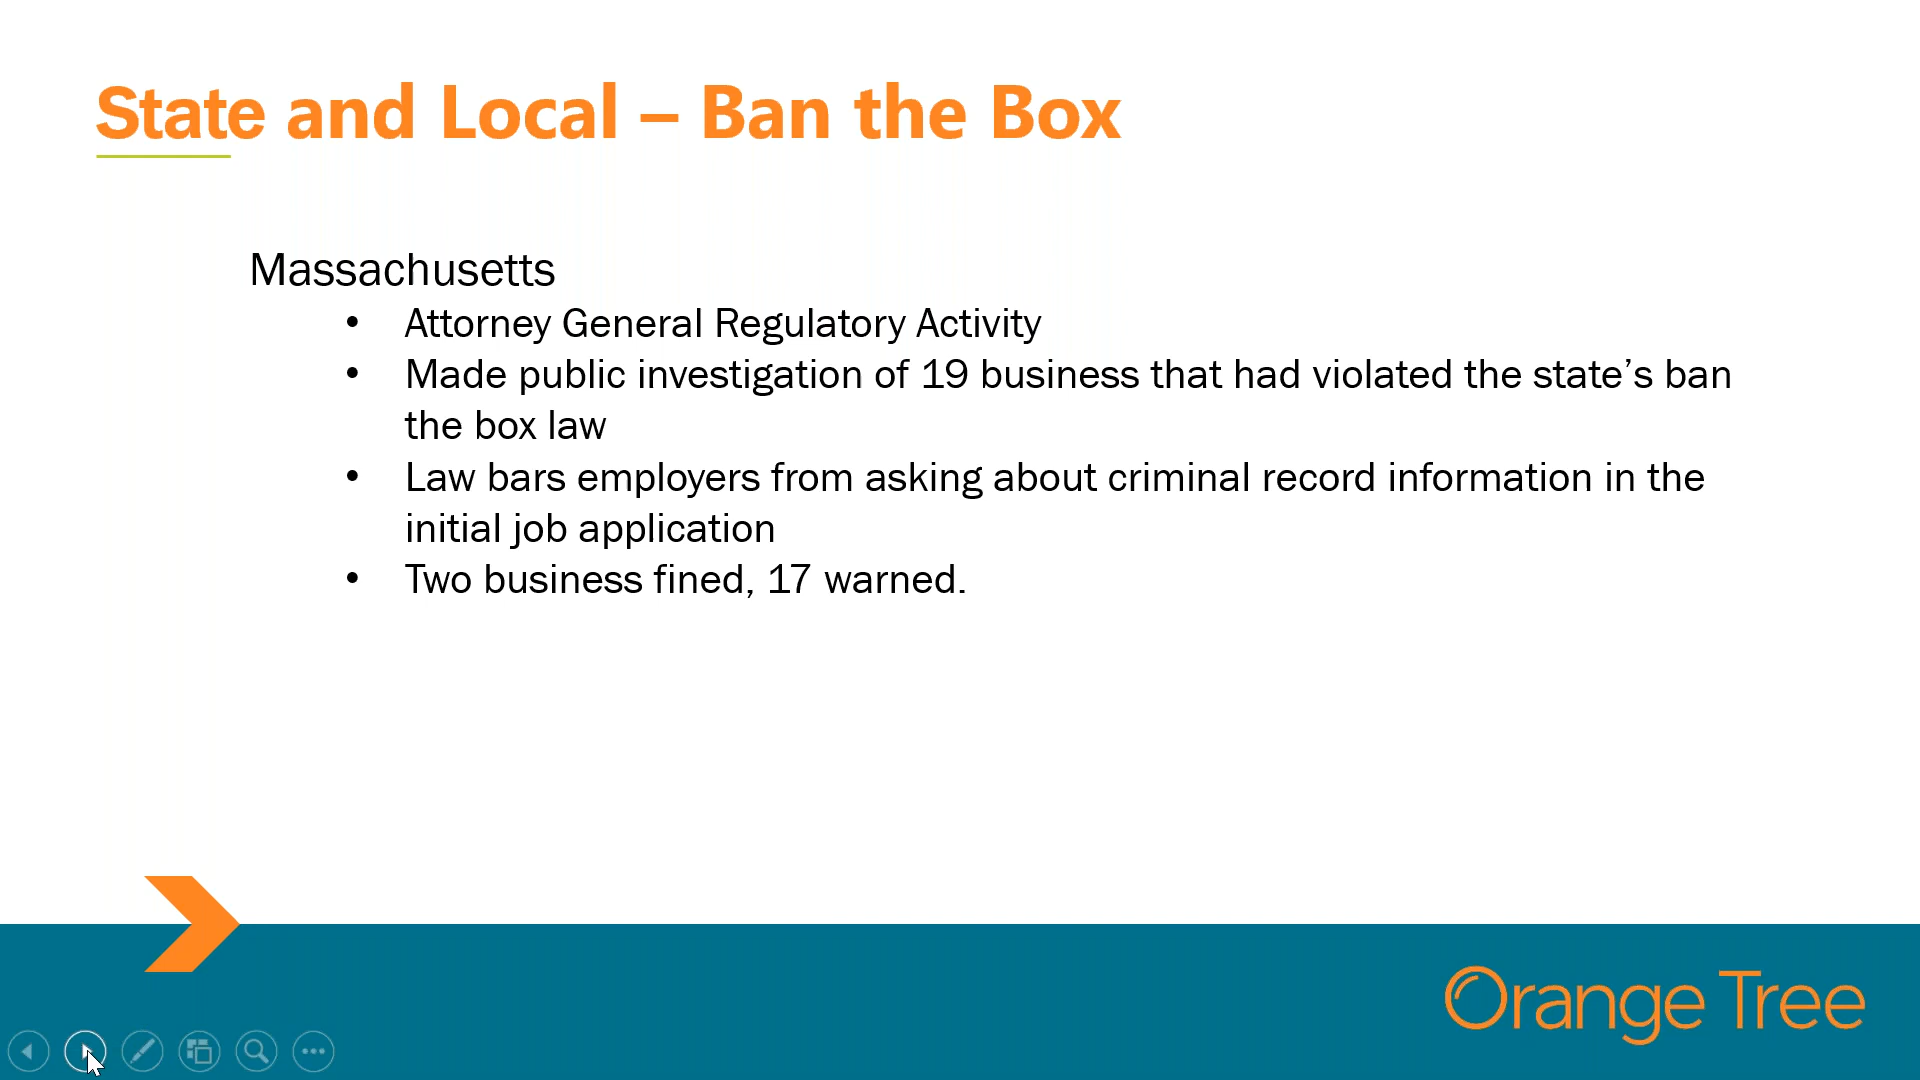 State and Local – Ban the Box
Massachusetts
• Attorney General Regulatory Activity
• Made public investigation of 19 business that had violated the state’s ban
the box law
• Law bars employers from asking about criminal record information in the
initial job application
• Two business fined, 17 warned.
Orange Tree